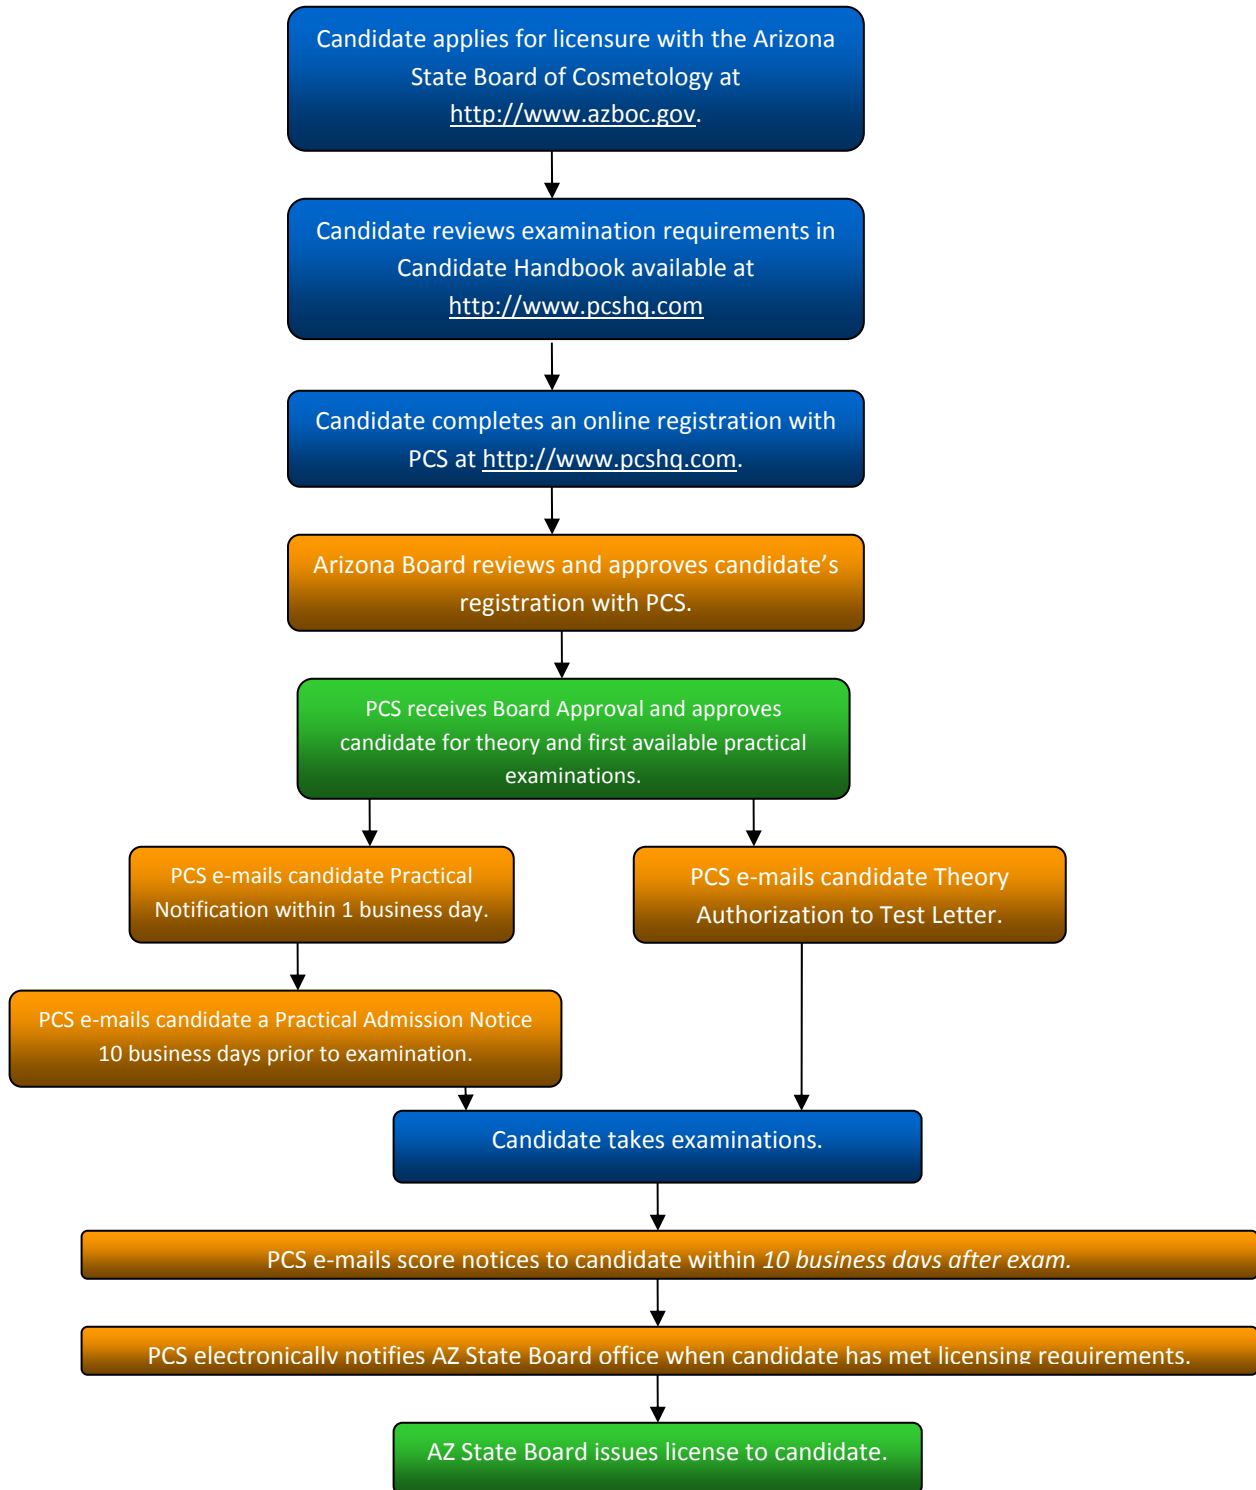 Candidate applies for licensure with the Arizona
State Board of Cosmetology at
http://www.azboc.gov.
Candidate reviews examination requirements in
Candidate Handbook available at
http://www.pcshq.com
Candidate completes an online registration with
PCS at http://www.pcshq.com.
Arizona Board reviews and approves candidate’s
registration with PCS.
PCS receives Board Approval and approves
candidate for theory and first available practical
examinations.
PCS e-mails candidate Practical
Notification within 1 business day.
PCS e-mails candidate Theory
Authorization to Test Letter.
PCS e-mails candidate a Practical Admission Notice
10 business days prior to examination.
Candidate takes examinations.
PCS e-mails score notices to candidate within 10 business days after exam.
PCS electronically notifies AZ State Board office when candidate has met licensing requirements.
AZ State Board issues license to candidate.